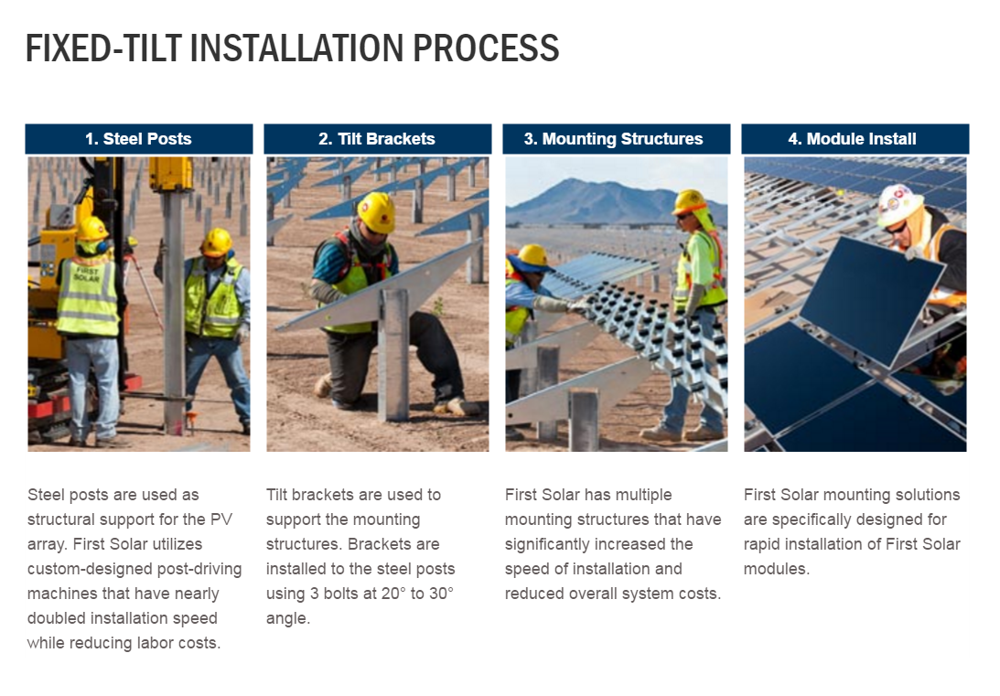 FIXED-TILT INSTALLATION PROCESS
1. Steel Posts
2. Tilt Brackets
3. Mounting Structures
4. Module Install
FIRST
SOLAR
Steel posts are used as
structural support for the PV
array. First Solar utilizes
custom-designed post-driving
machines that have nearly
doubled installation speed
while reducing labor costs.
Tilt brackets are used to
support the mounting
structures. Brackets are
installed to the steel posts
using 3 bolts at 20° to 30°
angle.
First Solar has multiple
mounting structures that have
significantly increased the
speed of installation and
reduced overall system costs.
First Solar mounting solutions
are specifically designed for
rapid installation of First Solar
modules.